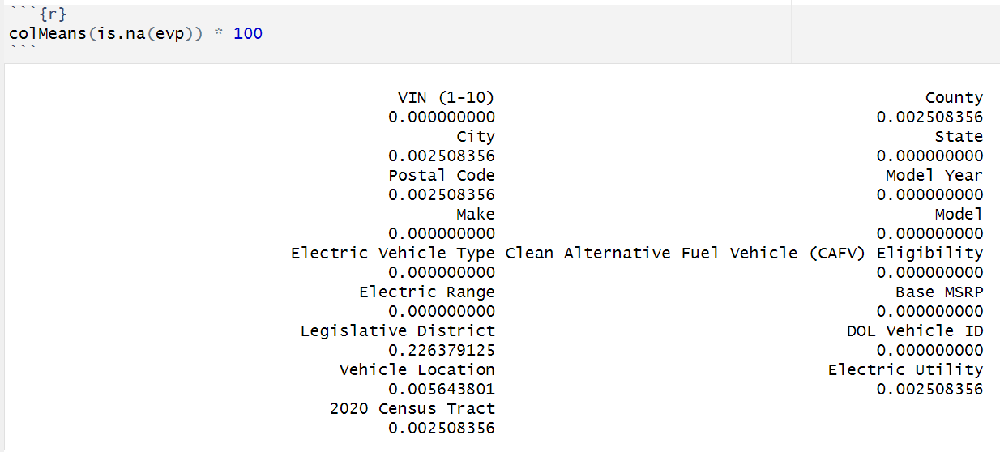 ```{r}
colMeans(is.na(evp)) * 100
```
VIN (1-10) County
0.000000000 0.002508356
City State
0.002508356 0.000000000
Postal Code Model Year
0.002508356 0.000000000
Make Model
0.000000000 0.000000000
Electric Vehicle Type Clean Alternative Fuel Vehicle (CAFV) Eligibility
0.000000000 0.000000000
Electric Range Base MSRP
0.000000000 0.000000000
Legislative District DOL Vehicle ID
0.226379125 0.000000000
Vehicle Location Electric Utility
0.005643801 0.002508356
2020 Census Tract
0.002508356